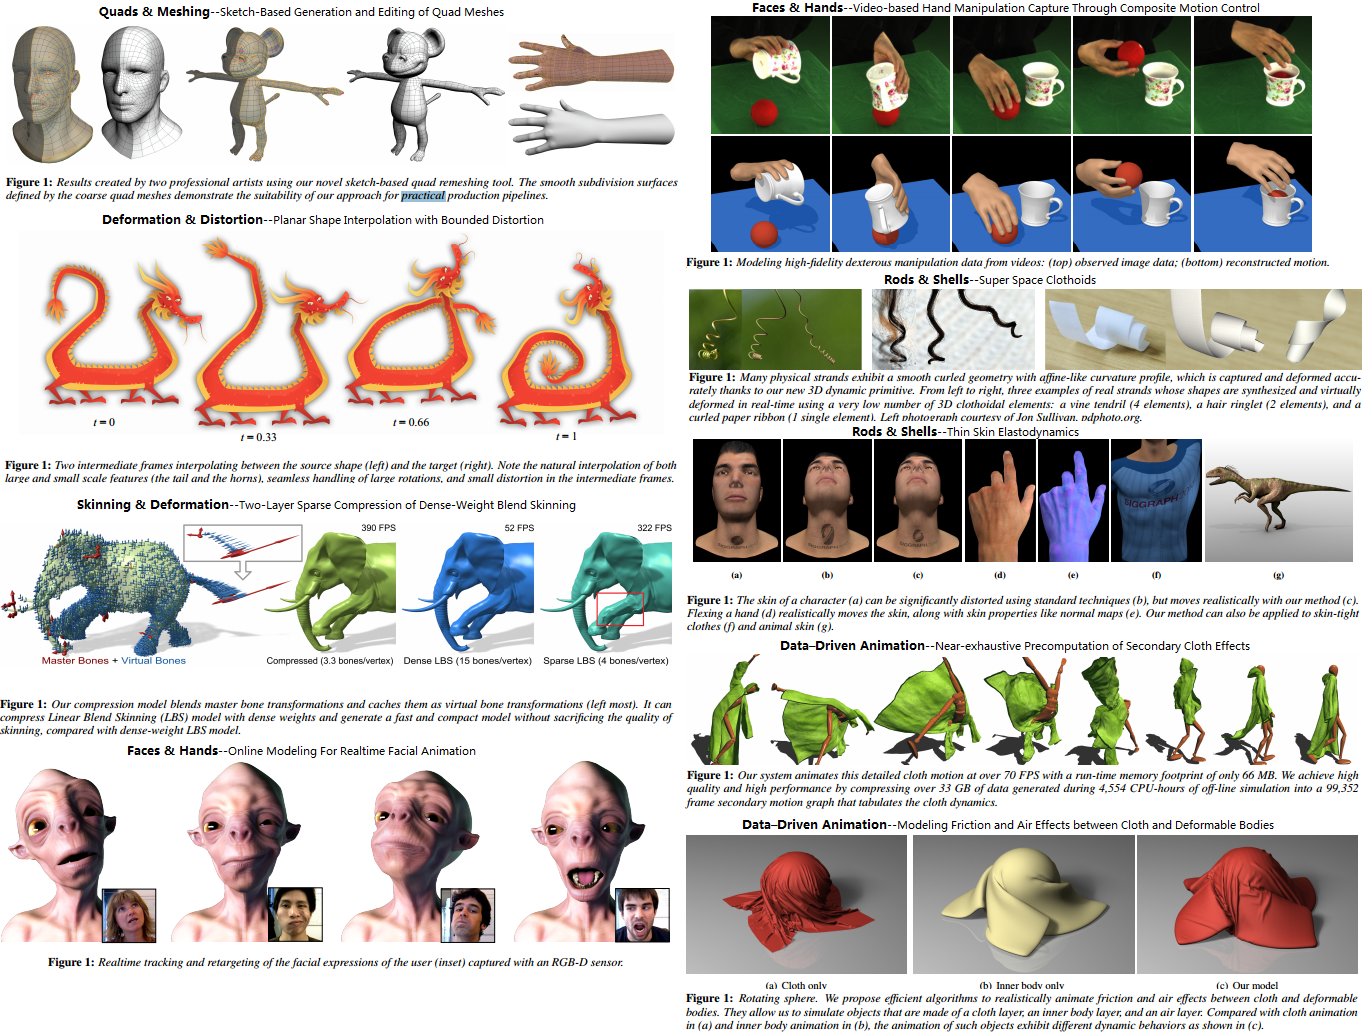 Quads & Meshing--Sketch-Based Generation and Editing of Quad Meshes
Figure 1: Results created by two professional artists using our novel sketch-based quad remeshing tool. The smooth subdivision surfaces
defined by the coarse quad meshes demonstrate the suitability of our approach for practical production pipelines.
Deformation & Distortion--Planar Shape Interpolation with Bounded Distortion
t = 0
t = 0.33
t = 0.66
t = 1
Figure 1: Two intermediate frames interpolating between the source shape (left) and the target (right). Note the natural interpolation of both
large and small scale features (the tail and the horns), seamless handling of large rotations, and small distortion in the intermediate frames.
Skinning & Deformation--Two-Layer Sparse Compression of Dense-Weight Blend Skinning
390 FPS
52 FPS
322 FPS
Master Bones + Virtual Bones
Compressed (3.3 bones/vertex)
Dense LBS (15 bones/vertex)
Sparse LBS (4 bones/vertex)
Figure 1: Our compression model blends master bone transformations and caches them as virtual bone transformations (left most). It can
compress Linear Blend Skinning (LBS) model with dense weights and generate a fast and compact model without sacrificing the quality of
skinning, compared with dense-weight LBS model.
Faces & Hands--Online Modeling For Realtime Facial Animation
Figure 1: Realtime tracking and retargeting of the facial expressions of the user (inset) captured with an RGB-D sensor.
Faces & Hands--Video-based Hand Manipulation Capture Through Composite Motion Control
Figure 1: Modeling high-fidelity dexterous manipulation data from videos: (top) observed image data; (bottom) reconstructed motion.
Rods & Shells--Super Space Clothoids
Figure 1: Many physical strands exhibit a smooth curled geometry with affine-like curvature profile, which is captured and deformed accu-
rately thanks to our new 3D dynamic primitive. From left to right, three examples of real strands whose shapes are synthesized and virtually
deformed in real-time using a very low number of 3D clothoidal elements: a vine tendril (4 elements), a hair ringlet (2 elements), and a
curled paper ribbon (1 single element). Left photograph courtesy of Jon Sullivan, pdphoto.org.
Rods & Shells--Thin Skin Elastodynamics
SIGGRAPH
SIGGRAPH
SIGGRAPH
SIGGRAPH
(a)
(b)
(c)
(d)
(e)
(f)
(g)
Figure 1: The skin of a character (a) can be significantly distorted using standard techniques (b), but moves realistically with our method (c).
Flexing a hand (d) realistically moves the skin, along with skin properties like normal maps (e). Our method can also be applied to skin-tight
clothes (f) and animal skin (g).
Data–Driven Animation--Near-exhaustive Precomputation of Secondary Cloth Effects
Figure 1: Our system animates this detailed cloth motion at over 70 FPS with a run-time memory footprint of only 66 MB. We achieve high
quality and high performance by compressing over 33 GB of data generated during 4,554 CPU-hours of off-line simulation into a 99,352
frame secondary motion graph that tabulates the cloth dynamics.
Data–Driven Animation--Modeling Friction and Air Effects between Cloth and Deformable Bodies
(a) Cloth only
(b) Inner body only
(c) Our model
Figure 1: Rotating sphere. We propose efficient algorithms to realistically animate friction and air effects between cloth and deformable
bodies. They allow us to simulate objects that are made of a cloth layer, an inner body layer, and an air layer. Compared with cloth animation
in (a) and inner body animation in (b), the animation of such objects exhibit different dynamic behaviors as shown in (c).